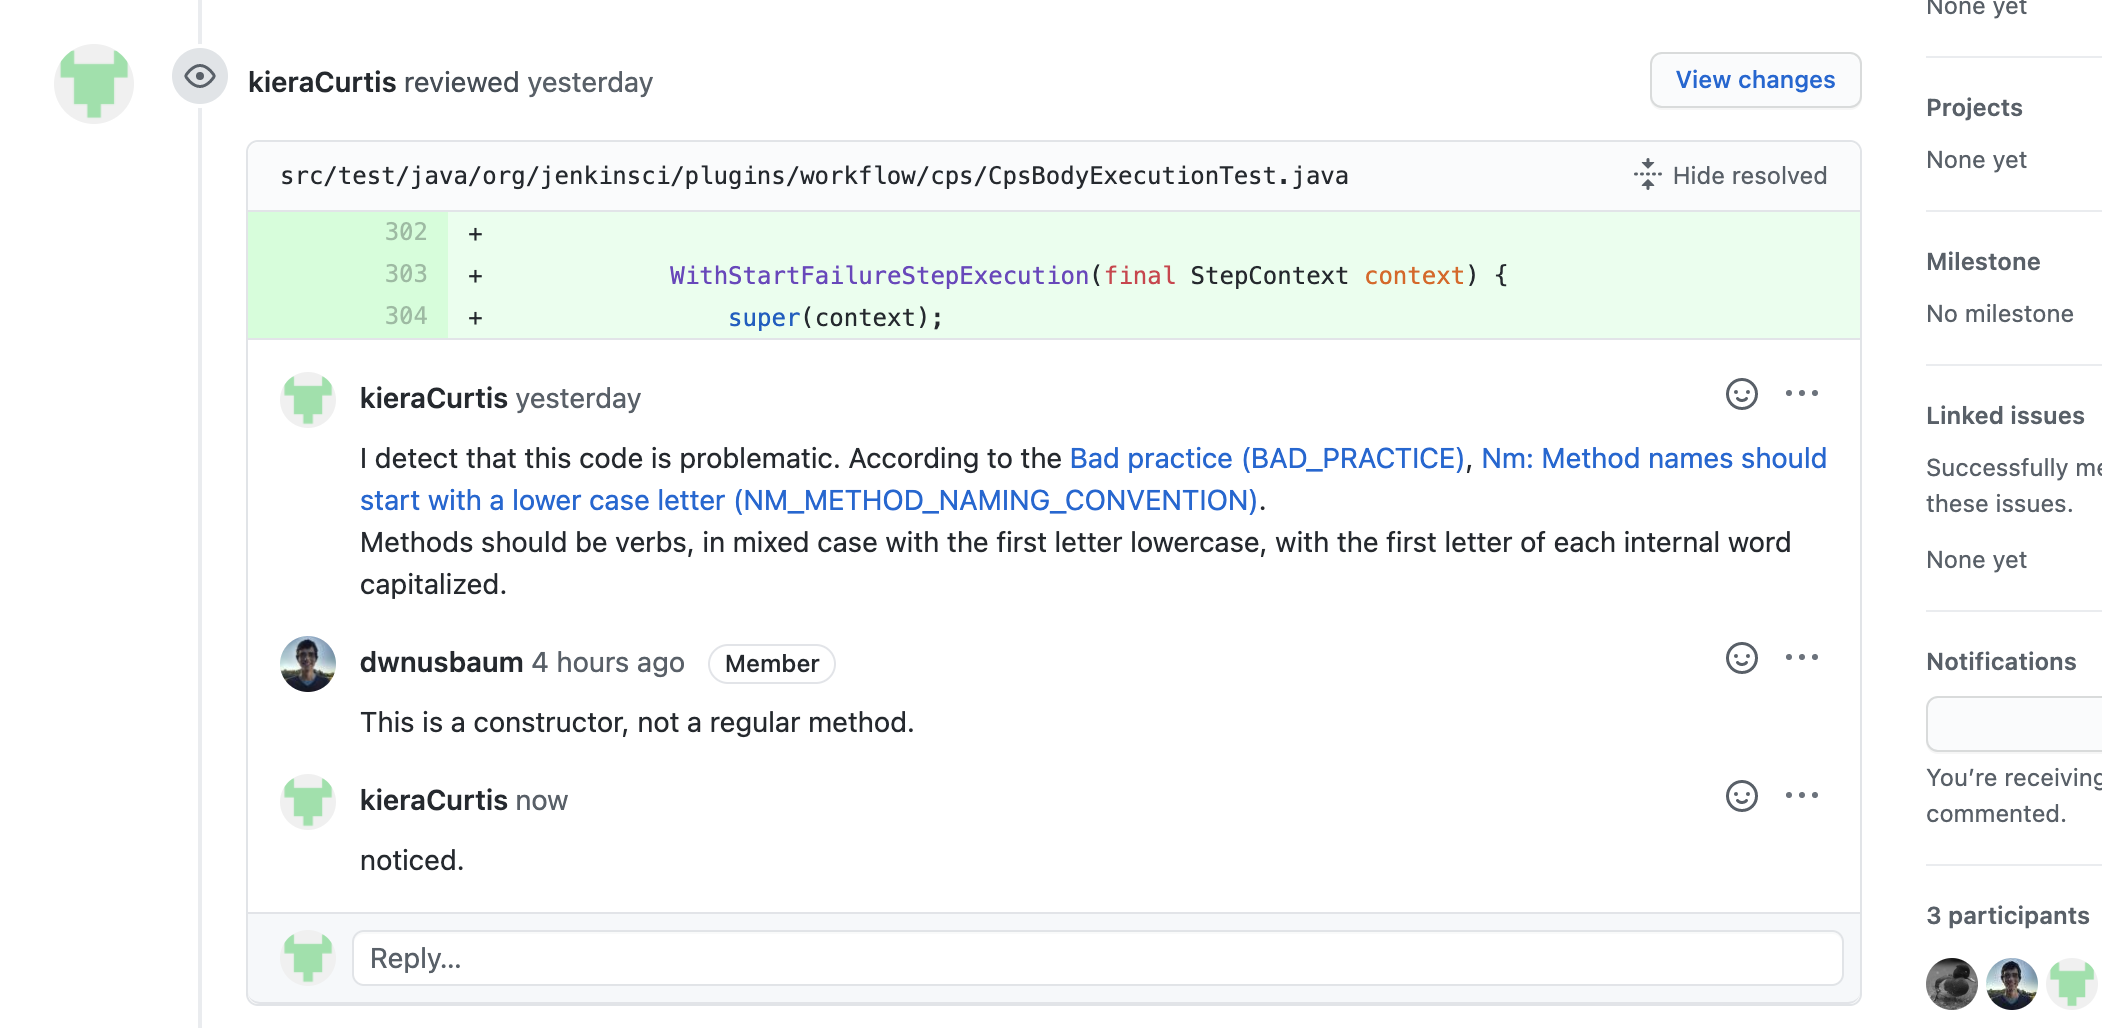 None yet
kieraCurtis reviewed yesterday
View changes
src/test/java/org/jenkinsci/plugins/workflow/cps/CpsBodyExecutionTest.java
Hide resolved
302 +
303 + WithStartFailureStepExecution(final StepContext context) {
304 + super(context);
kieraCurtis yesterday
I detect that this code is problematic. According to the Bad practice (BAD_PRACTICE), Nm: Method names should
start with a lower case letter (NM_METHOD_NAMING_CONVENTION).
Methods should be verbs, in mixed case with the first letter lowercase, with the first letter of each internal word
capitalized.
dwnusbaum 4 hours ago Member
This is a constructor, not a regular method.
kieraCurtis now
noticed.
Reply...
Projects
None yet
Milestone
No milestone
Linked issues
Successfully me
these issues.
None yet
Notifications
You’re receiving
commented.
3 participants